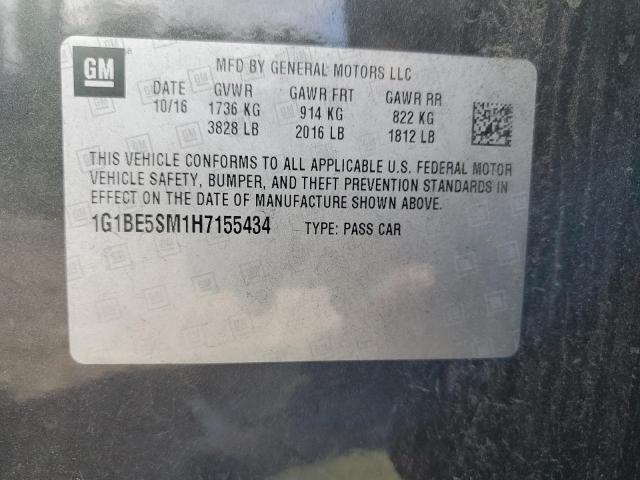 GM
MFD BY GENERAL MOTORS LLC
DATE GVWR GAWR FRT GAWR RR
10/16 1736 KG 914 KG 822 KG
3828 LB 2016 LB 1812 LB
THIS VEHICLE CONFORMS TO ALL APPLICABLE U.S. FEDERAL MOTOR
VEHICLE SAFETY, BUMPER, AND THEFT PREVENTION STANDARDS IN
EFFECT ON THE DATE OF MANUFACTURE SHOWN ABOVE.
1G1BE5SM1H7155434 TYPE: PASS CAR